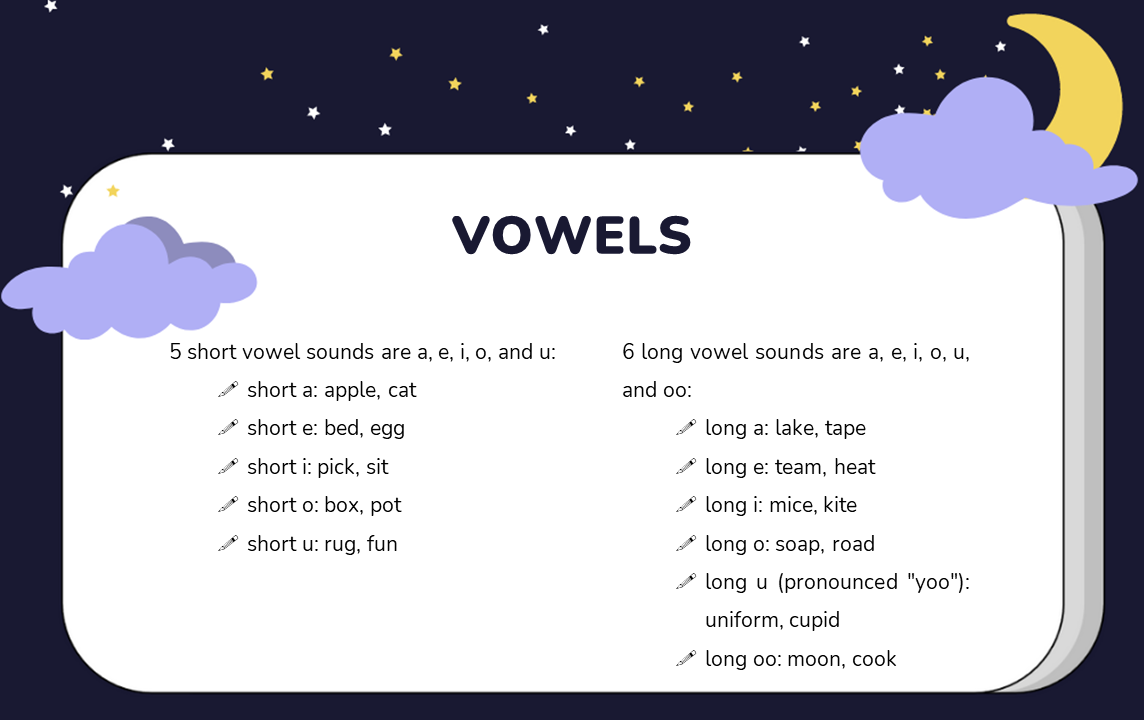 VOWELS
5 short vowel sounds are a, e, i, o, and u:
short a: apple, cat
short e: bed, egg
short i: pick, sit
short o: box, pot
short u: rug, fun
6 long vowel sounds are a, e, i, o, u,
and oo:
long a: lake, tape
long e: team, heat
long i: mice, kite
long o: soap, road
long u (pronounced "yoo"):
uniform, cupid
long oo: moon, cook